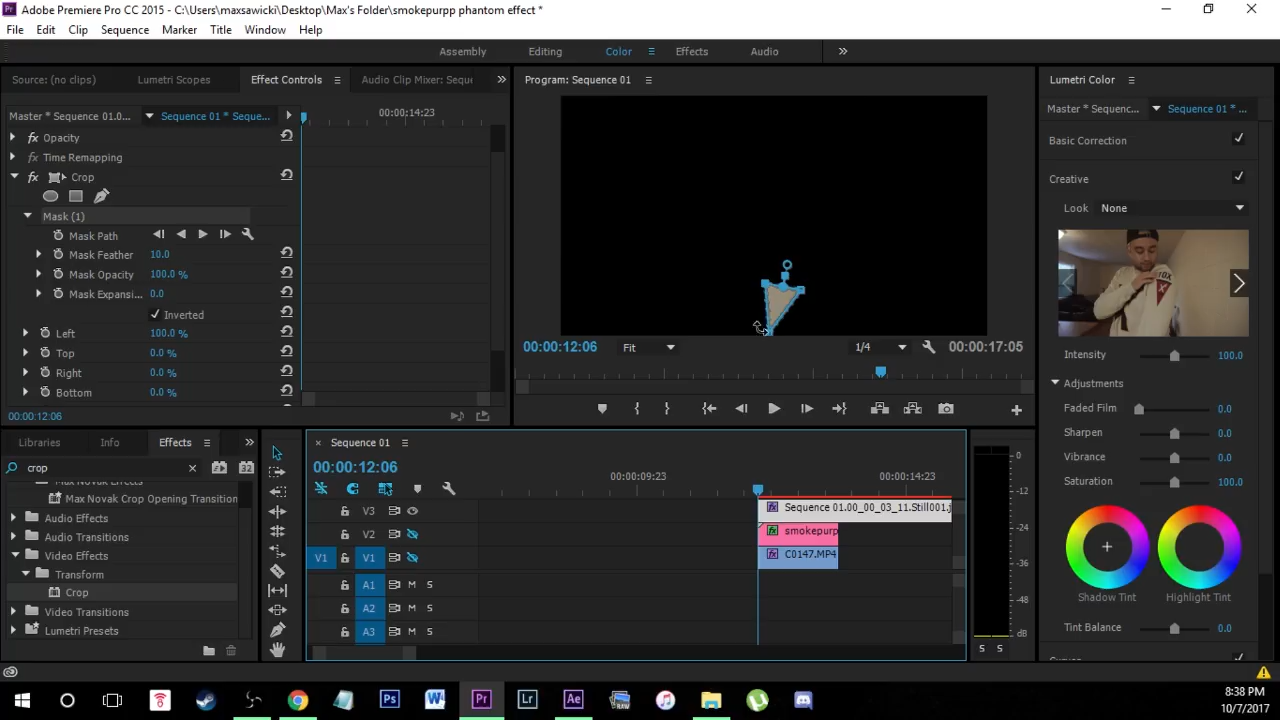 Adobe Premiere Pro CC 2015 - C:\Users\maxsawicki\Desktop\Max's Folder\smokepurpp phantom effect *
File Edit Clip Sequence Marker Title Window Help
Assembly Editing Color Effects Audio
Source: (no clips) Lumetri Scopes Effect Controls Audio Clip Mixer: Seque
Program: Sequence 01
Lumetri Color
Master * Sequence 01.0... Sequence 01 * Seque...
00:00:14:23
Master * Sequenc... Sequence 01 * ...
fx Opacity
fx Time Remapping
fx Crop
Mask (1)
Mask Path
Mask Feather 10.0
Mask Opacity 100.0 %
Mask Expansi... 0.0
Inverted
Left 100.0 %
Top 0.0 %
Right 0.0 %
Bottom 0.0 %
00:00:12:06
00:00:12:06 Fit 1/4 00:00:17:05
Basic Correction
Creative
Look None
Intensity 100.0
Adjustments
Faded Film 0.0
Sharpen 0.0
Vibrance 0.0
Saturation 100.0
Shadow Tint Highlight Tint
Tint Balance 0.0
Libraries Info Effects
crop
Max Novak Crop Opening Transition
Audio Effects
Audio Transitions
Video Effects
Transform
Crop
Video Transitions
Lumetri Presets
Sequence 01
00:00:12:06
00:00:09:23 00:00:14:23
V3 Sequence 01.00_00_03_11.Still001.j
V2 smokepurp
V1 V1 C0147.MP4
A1 M S
A2 M S
A3 M S
0
-12
-24
-36
-48
dB
S S
8:38 PM
10/7/2017